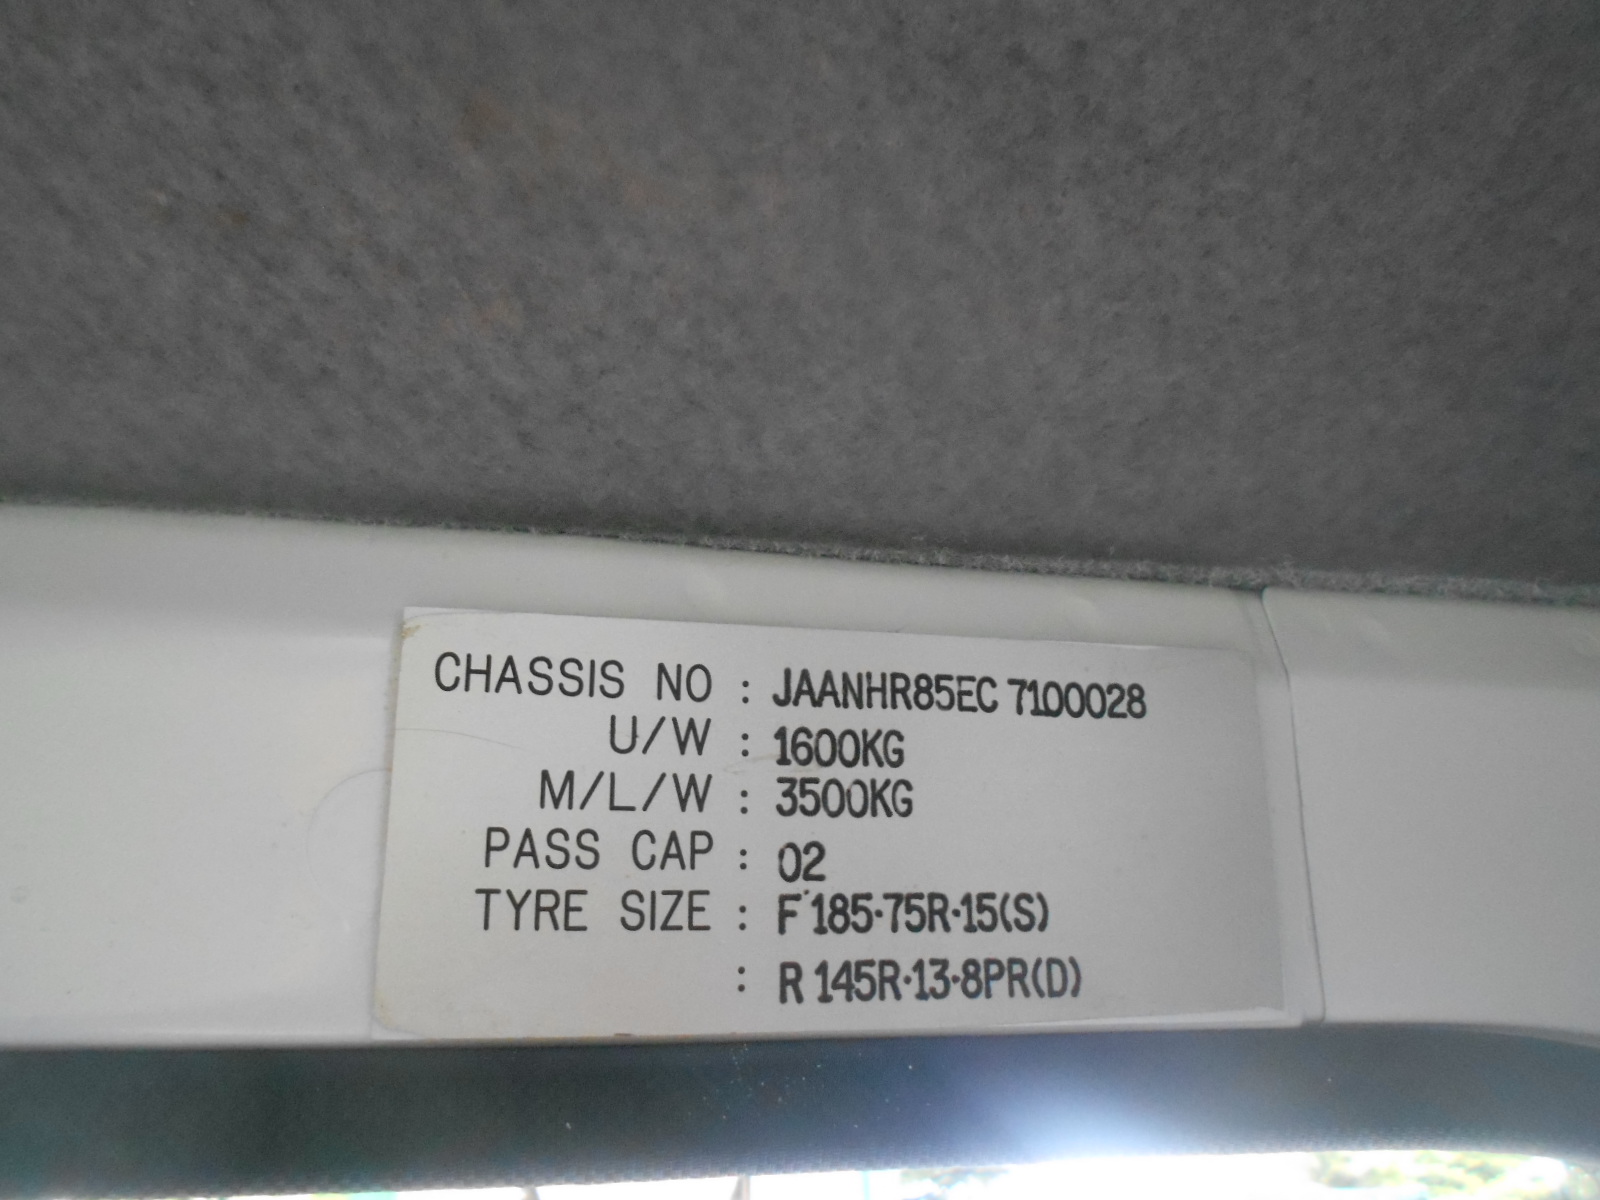 CHASSIS NO : JAANHR85EC 7100028
U/W : 1600KG
M/L/W : 3500KG
PASS CAP : 02
TYRE SIZE : F 185·75R·15(S)
: R 145R·13·8PR(D)